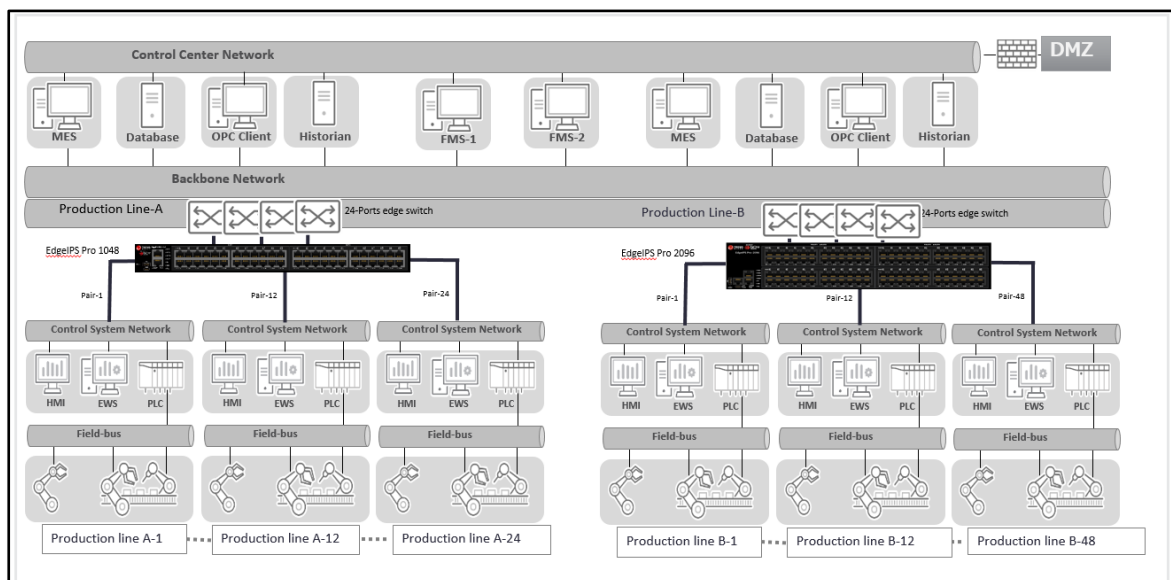 Control Center Network
DMZ
MES
Database
OPC Client
Historian
FMS-1
FMS-2
MES
Database
OPC Client
Historian
Backbone Network
Production Line-A
24-Ports edge switch
Production Line-B
24-Ports edge switch
EdgeIPS Pro 1048
EdgeIPS Pro 2096
Pair-1
Pair-12
Pair-24
Pair-1
Pair-12
Pair-48
Control System Network
Control System Network
Control System Network
Control System Network
Control System Network
Control System Network
HMI
EWS
PLC
HMI
EWS
PLC
HMI
EWS
PLC
HMI
EWS
PLC
HMI
EWS
PLC
HMI
EWS
PLC
Field-bus
Field-bus
Field-bus
Field-bus
Field-bus
Field-bus
Production line A-1
Production line A-12
Production line A-24
Production line B-1
Production line B-12
Production line B-48